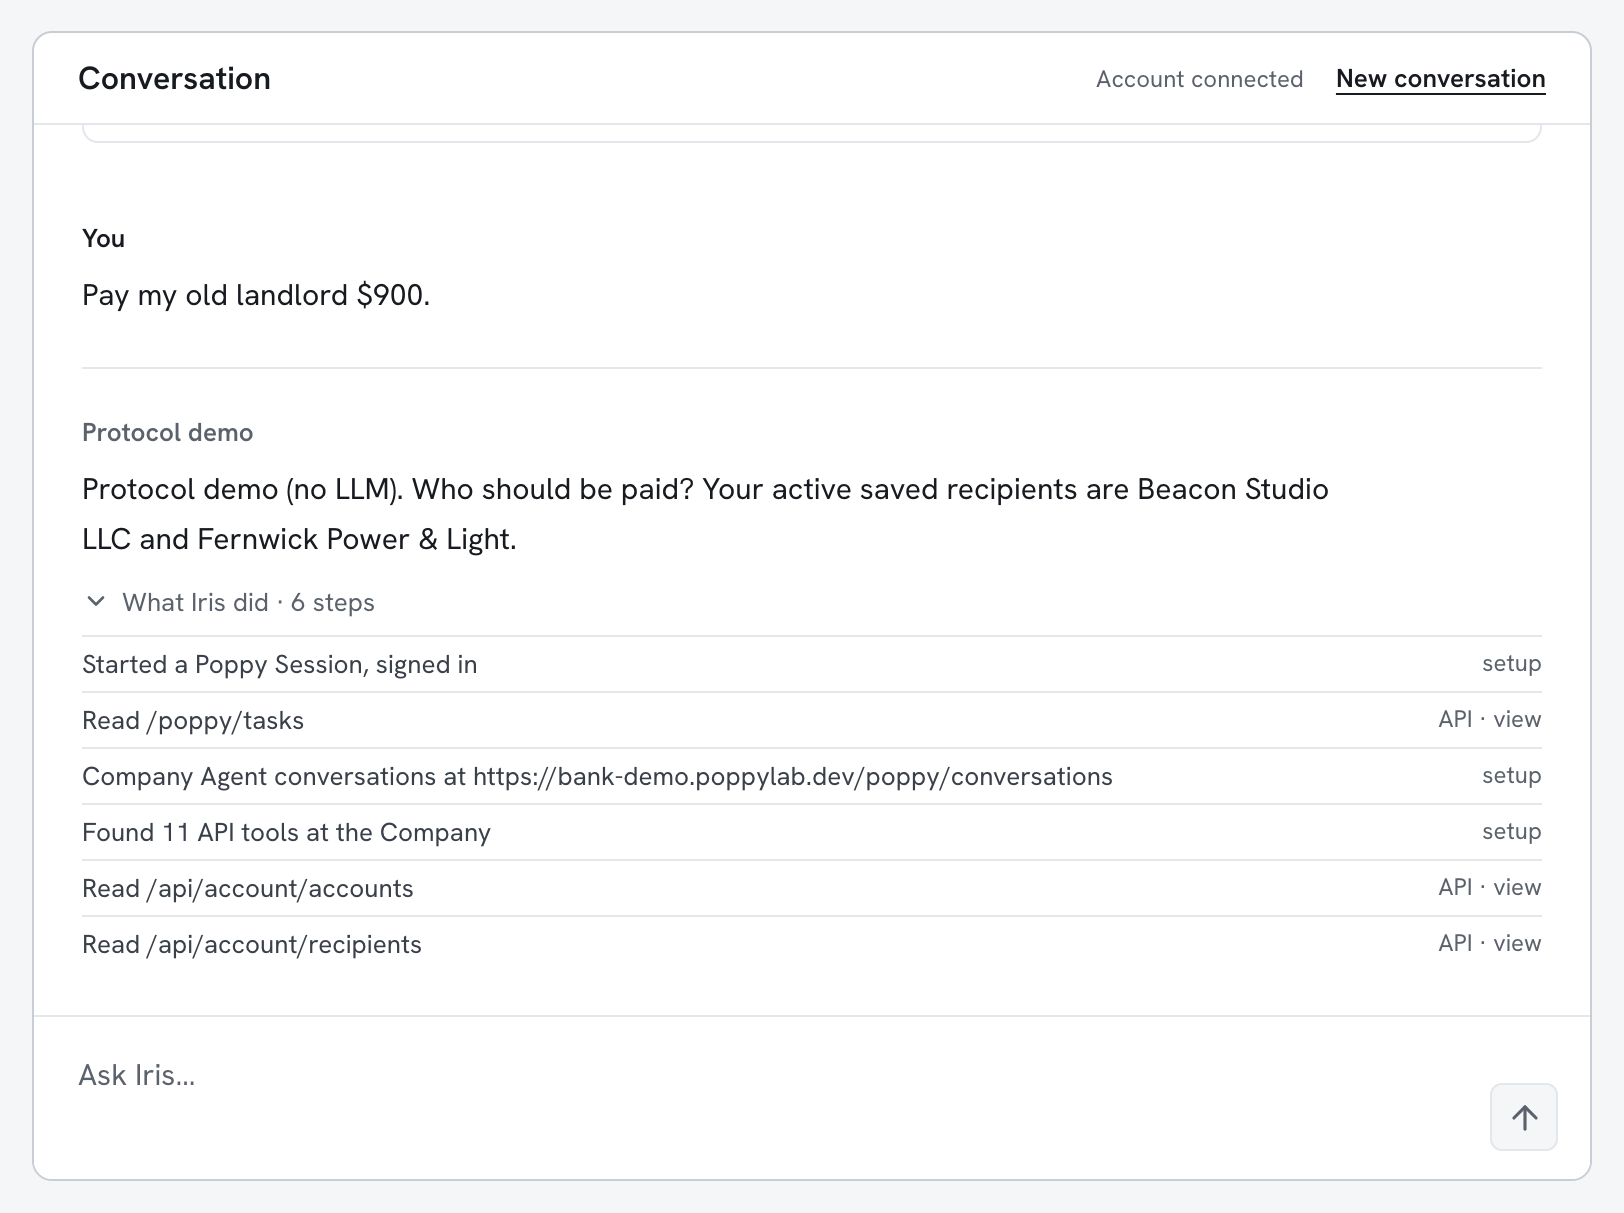 Conversation
Account connected
New conversation
You
Pay my old landlord $900.
Protocol demo
Protocol demo (no LLM). Who should be paid? Your active saved recipients are Beacon Studio
LLC and Fernwick Power & Light.
What Iris did · 6 steps
Started a Poppy Session, signed in
setup
Read /poppy/tasks
API · view
Company Agent conversations at https://bank-demo.poppylab.dev/poppy/conversations
setup
Found 11 API tools at the Company
setup
Read /api/account/accounts
API · view
Read /api/account/recipients
API · view
Ask Iris...